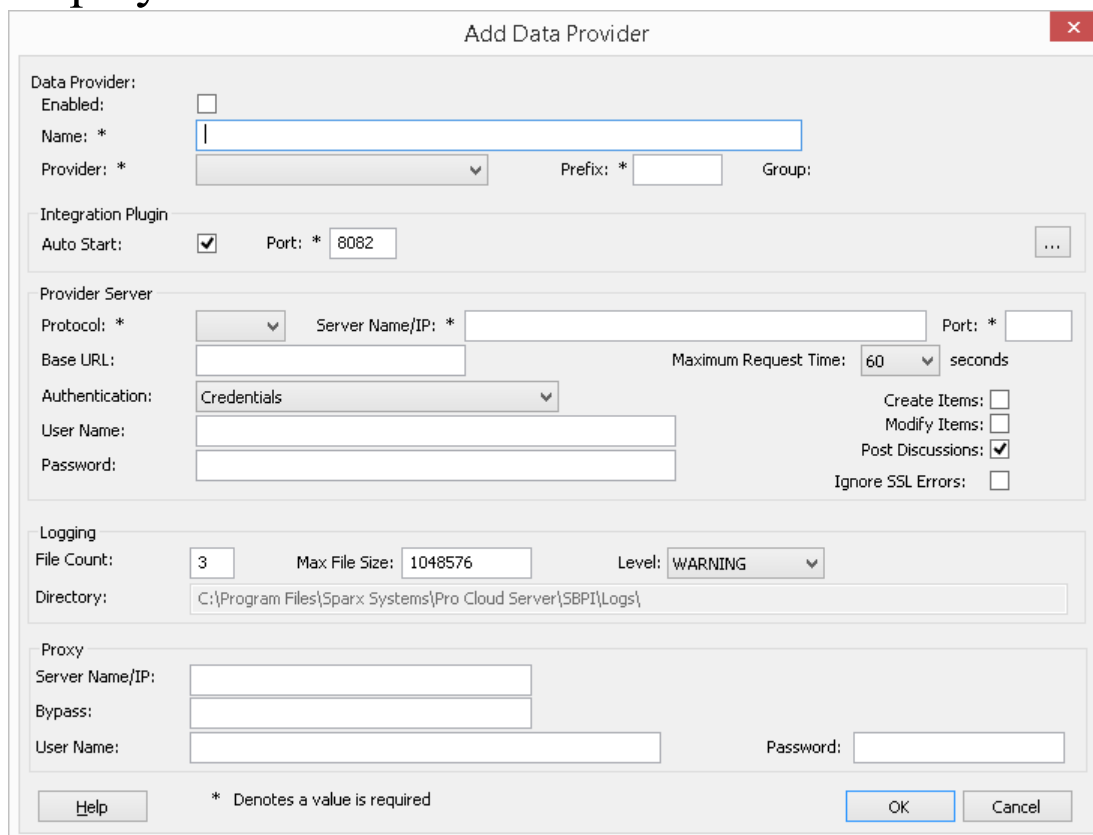 Add Data Provider
Data Provider:
Enabled:
Name: *
Provider: * Prefix: * Group:
Integration Plugin
Auto Start: Port: * 8082 ...
Provider Server
Protocol: * Server Name/IP: * Port: *
Base URL: Maximum Request Time: 60 seconds
Authentication: Credentials Create Items:
User Name: Modify Items:
Post Discussions:
Password:
Ignore SSL Errors:
Logging
File Count: 3 Max File Size: 1048576 Level: WARNING
Directory: C:\Program Files\Sparx Systems\Pro Cloud Server\SBPI\Logs\
Proxy
Server Name/IP:
Bypass:
User Name: Password:
Help * Denotes a value is required OK Cancel